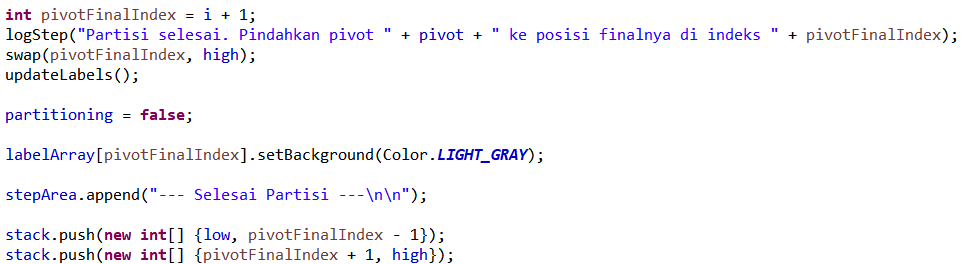 int pivotFinalIndex = i + 1;
logStep("Partisi selesai. Pindahkan pivot " + pivot + " ke posisi finalnya di indeks " + pivotFinalIndex);
swap(pivotFinalIndex, high);
updateLabels();
partitioning = false;
labelArray[pivotFinalIndex].setBackground(Color.LIGHT_GRAY);
stepArea.append("--- Selesai Partisi ---\n\n");
stack.push(new int[] {low, pivotFinalIndex - 1});
stack.push(new int[] {pivotFinalIndex + 1, high});